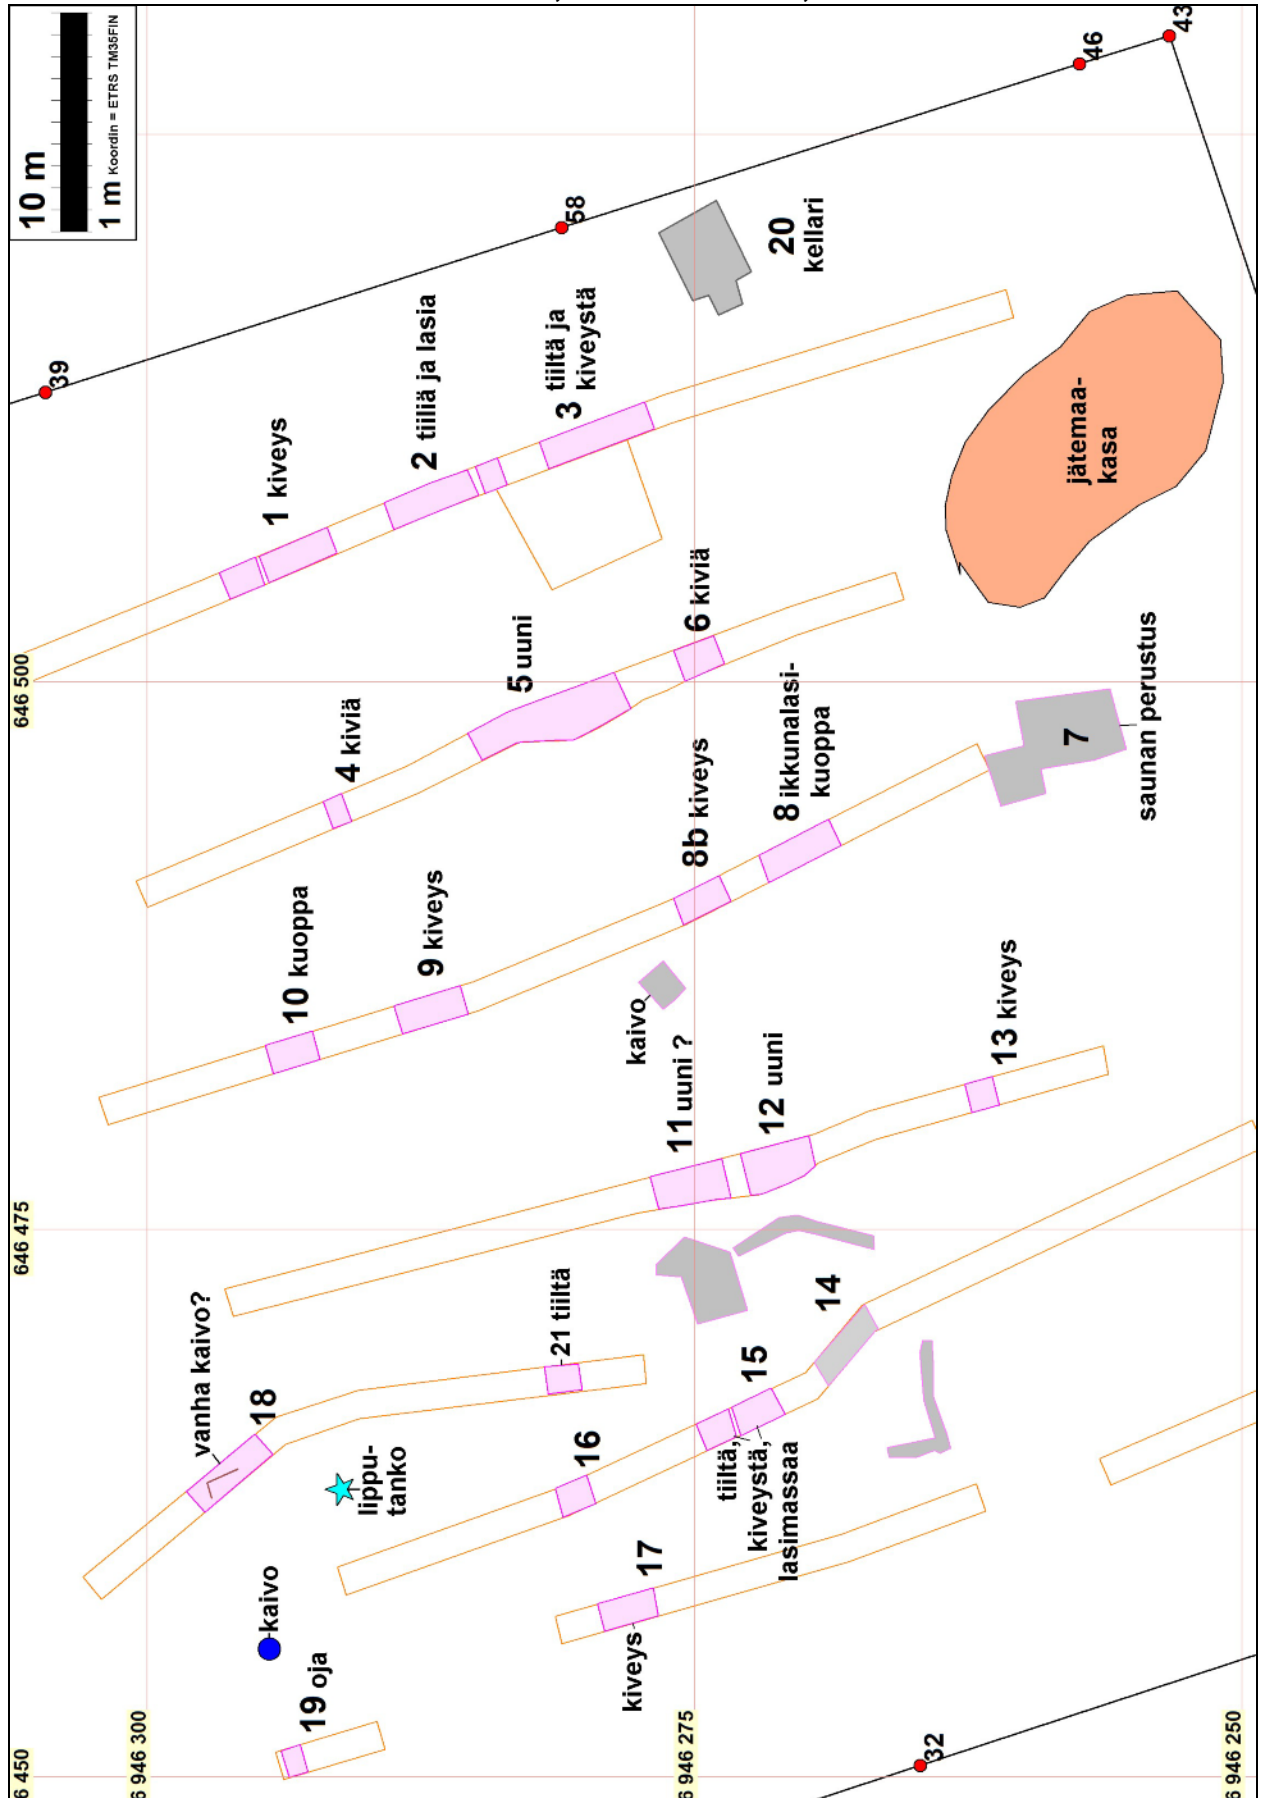 10 m
1 m Koordin = ETRS TM35FIN
43
46
58
39
20
kellari
1 kiveys
2 tiiliä ja lasia
3 tiiltä ja
kiveystä
jätemaa-
kasa
646 500
4 kiviä
5 uuni
6 kiviä
7
saunan perustus
8 ikkunalasi-
kuoppa
8b kiveys
9 kiveys
10 kuoppa
kaivo
11 uuni ?
12 uuni
13 kiveys
646 475
14
15
tiiltä,
kiveystä,
lasimassaa
16
17
kiveys
vanha kaivo?
18
21 tiiltä
lippu-
tanko
kaivo
19 oja
32
6 450
6 946 300
6 946 275
6 946 250